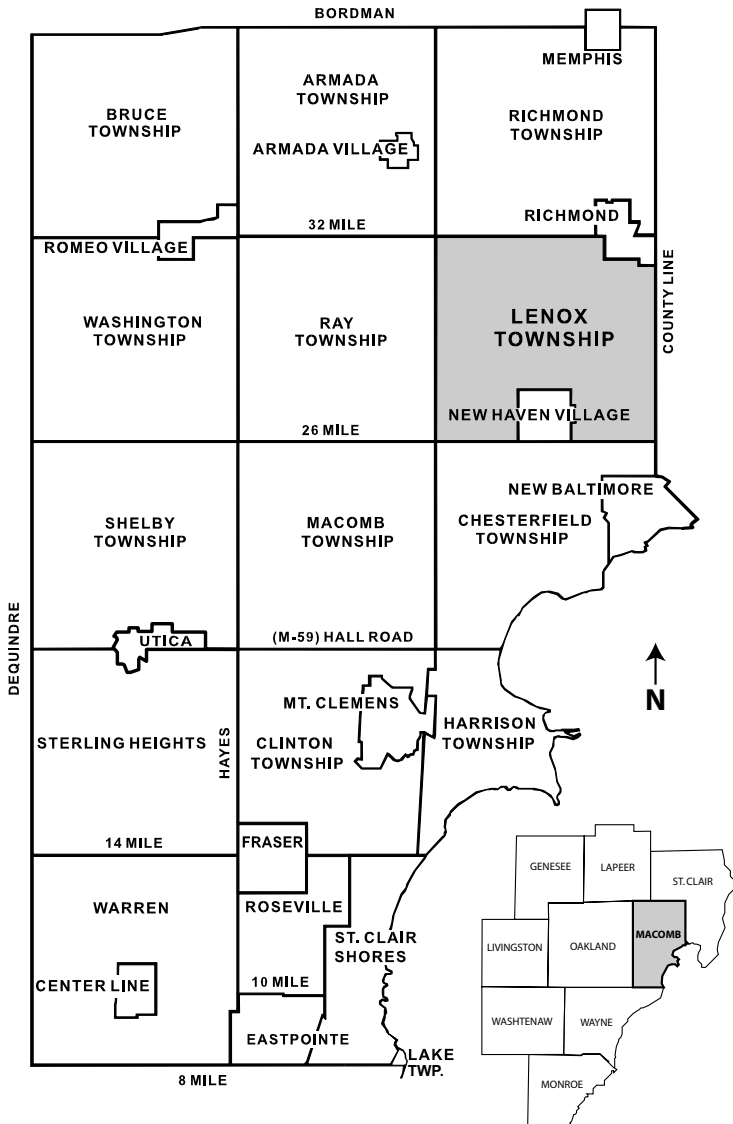 BORDMAN
MEMPHIS
ARMADA
TOWNSHIP
BRUCE
TOWNSHIP
RICHMOND
TOWNSHIP
ARMADA VILLAGE
RICHMOND
32 MILE
ROMEO VILLAGE
COUNTY LINE
WASHINGTON
TOWNSHIP
RAY
TOWNSHIP
LENOX
TOWNSHIP
NEW HAVEN VILLAGE
26 MILE
NEW BALTIMORE
SHELBY
TOWNSHIP
MACOMB
TOWNSHIP
CHESTERFIELD
TOWNSHIP
DEQUINDRE
UTICA
(M-59) HALL ROAD
N
MT. CLEMENS
HARRISON
TOWNSHIP
STERLING HEIGHTS
HAYES
CLINTON
TOWNSHIP
14 MILE
FRASER
WARREN
ROSEVILLE
ST. CLAIR
SHORES
CENTER LINE
10 MILE
EASTPOINTE
LAKE
TWP.
8 MILE
GENESEE
LAPEER
ST. CLAIR
LIVINGSTON
OAKLAND
MACOMB
WASHTENAW
WAYNE
MONROE